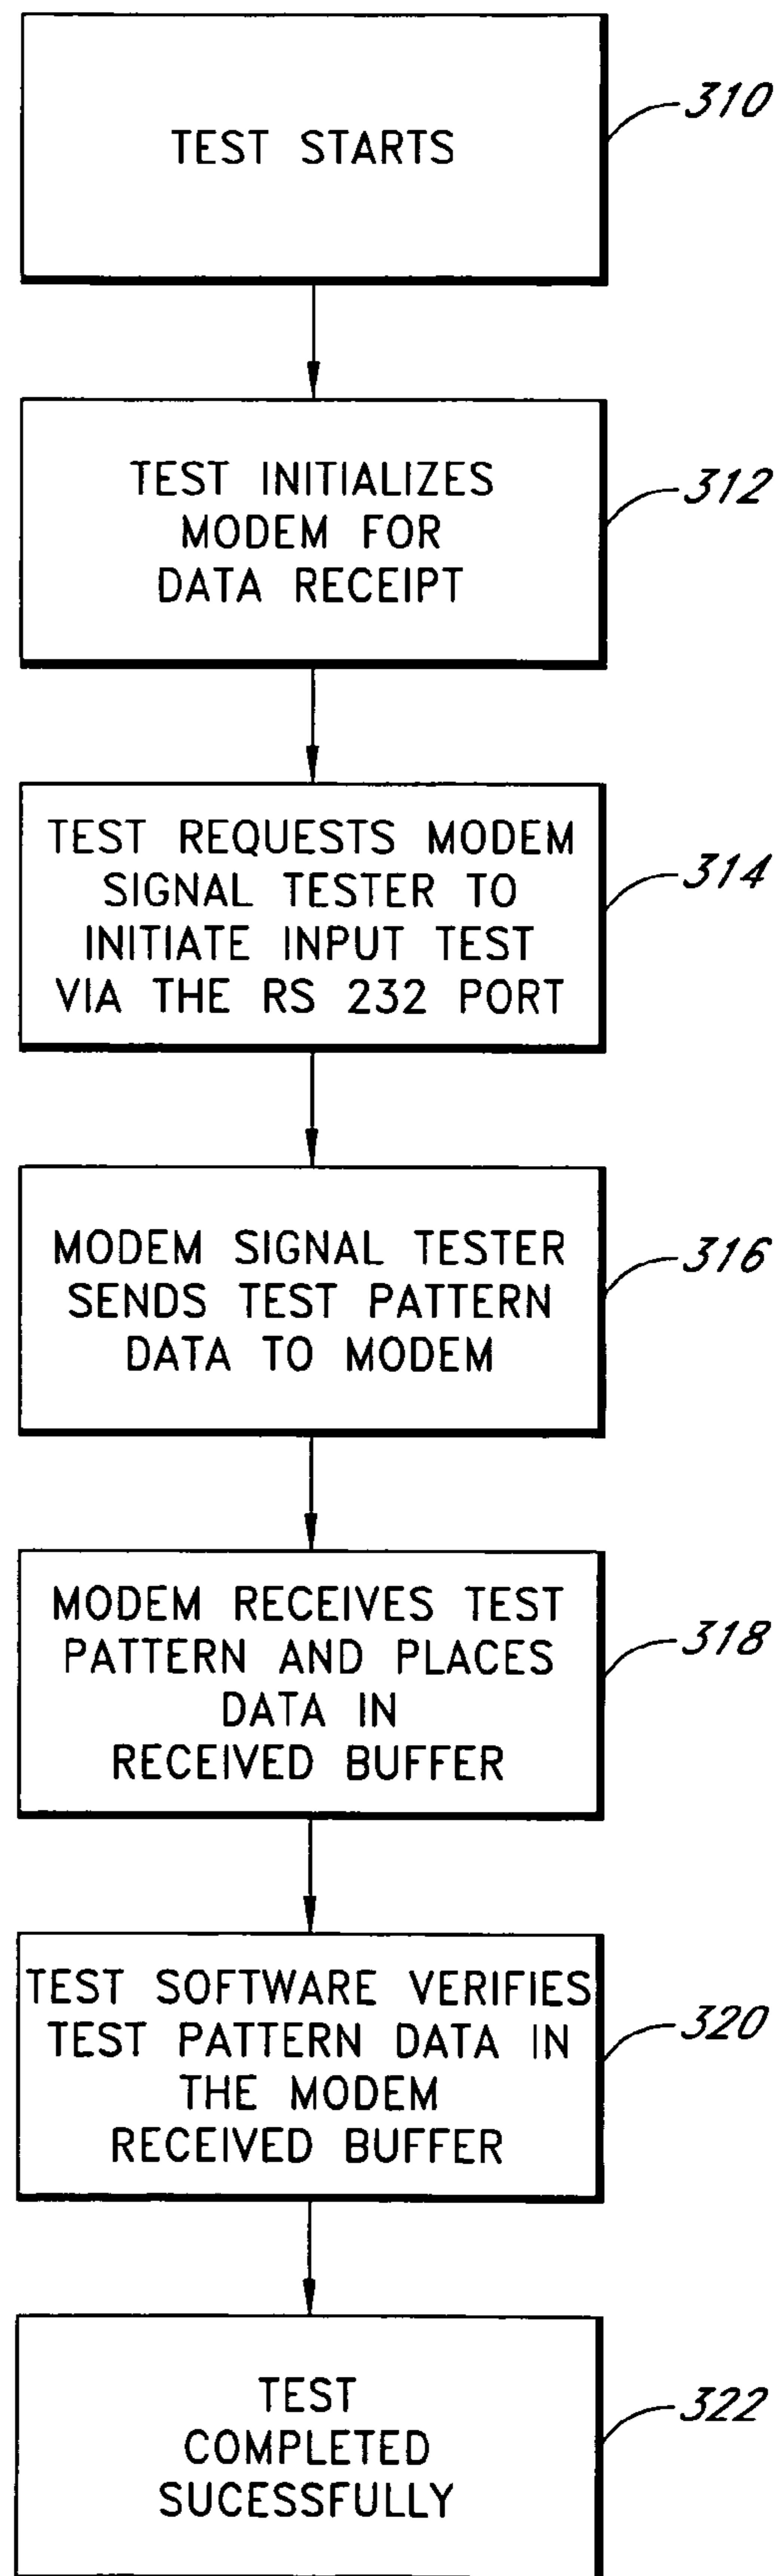 TEST STARTS
310
TEST INITIALIZES
MODEM FOR
DATA RECEIPT
312
TEST REQUESTS MODEM
SIGNAL TESTER TO
INITIATE INPUT TEST
VIA THE RS 232 PORT
314
MODEM SIGNAL TESTER
SENDS TEST PATTERN
DATA TO MODEM
316
MODEM RECEIVES TEST
PATTERN AND PLACES
DATA IN
RECEIVED BUFFER
318
TEST SOFTWARE VERIFIES
TEST PATTERN DATA IN
THE MODEM
RECEIVED BUFFER
320
TEST
COMPLETED
SUCESSFULLY
322